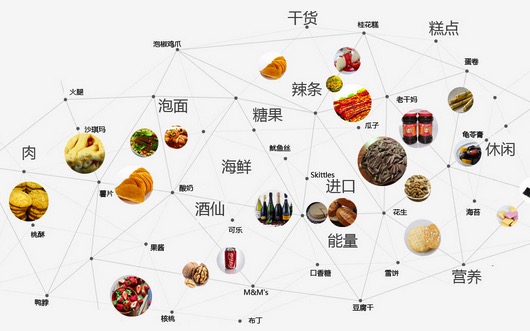 干货
桂花糕
糕点
泡椒鸡爪
蛋卷
火腿
泡面
辣条
老干妈
糖果
沙琪玛
瓜子
龟苓膏
肉
鱿鱼丝
休闲
海鲜
Skittles
进口
薯片
酸奶
酒仙
花生
海苔
桃酥
可乐
能量
果酱
口香糖
雪饼
营养
鸭脖
M&M's
豆腐干
核桃
布丁